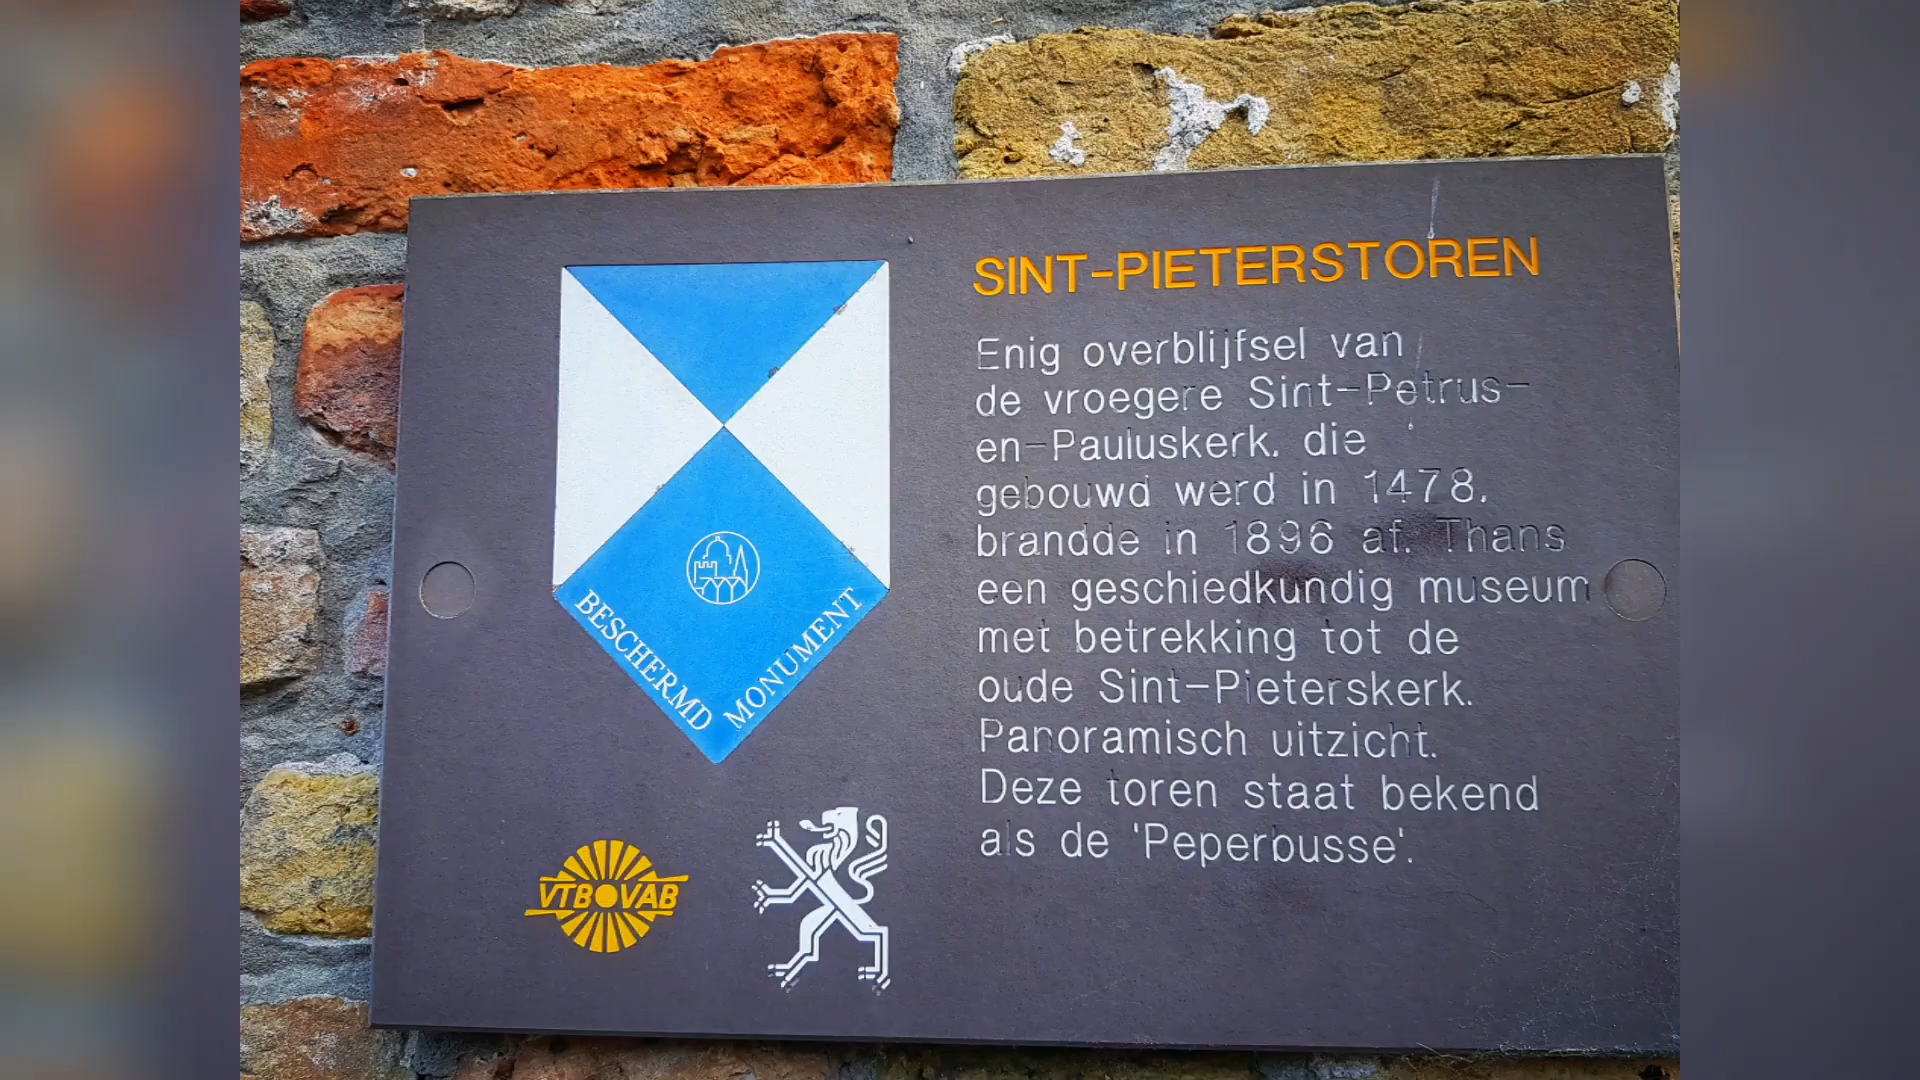 SINT-PIETERSTOREN
Enig overblijfsel van
de vroegere Sint-Petrus-
en-Pauluskerk, die
gebouwd werd in 1478,
brandde in 1896 af. Thans
een geschiedkundig museum
met betrekking tot de
oude Sint-Pieterskerk.
Panoramisch uitzicht.
Deze toren staat bekend
als de 'Peperbusse'.
BESCHERMD MONUMENT
VTB VAB